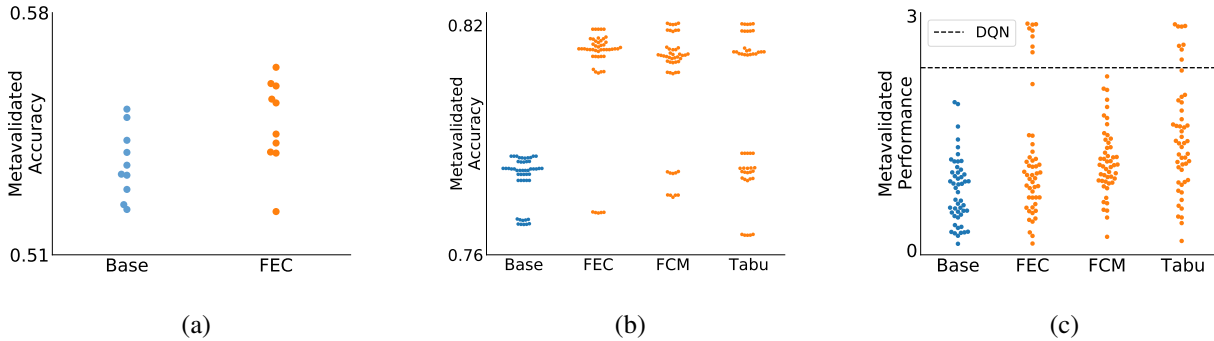 0.58
Metavalidated
Accuracy
0.51
Base
FEC
(a)
0.82
Metavalidated
Accuracy
0.76
Base
FEC
FCM
Tabu
(b)
3
DQN
Metavalidated
Performance
0
Base
FEC
FCM
Tabu
(c)